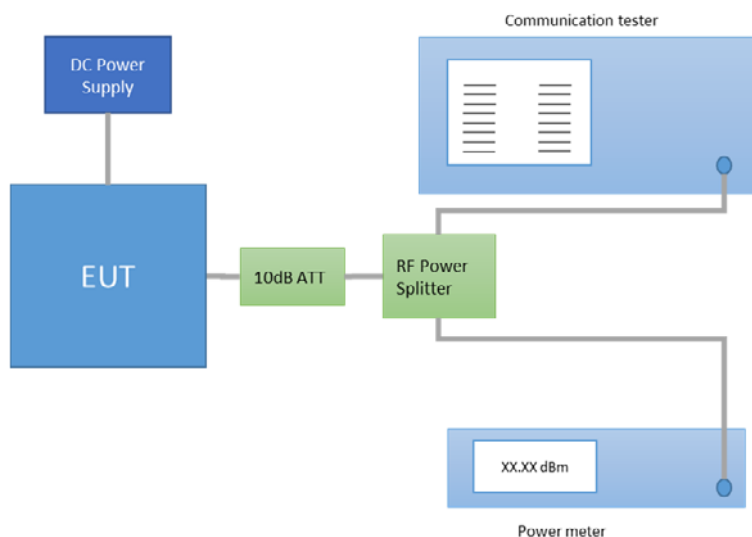 Communication tester
DC Power
Supply
EUT
10dB ATT
RF Power
Splitter
XX.XX dBm
Power meter